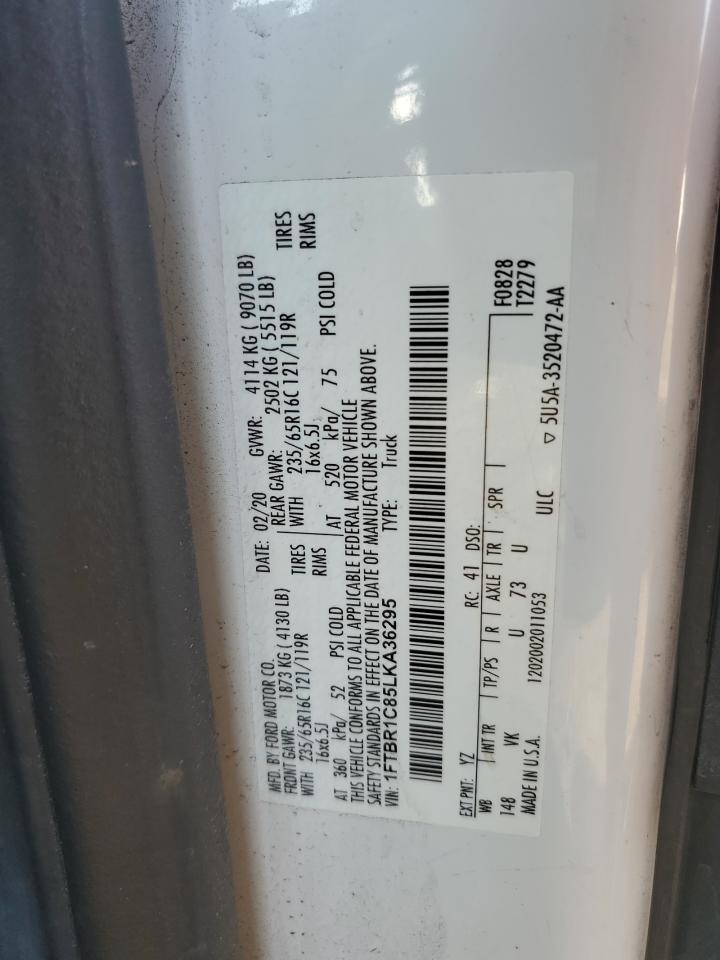 MFD. BY FORD MOTOR CO.
DATE: 02/20 GVWR: 4114 KG ( 9070 LB)
FRONT GAWR: 1873 KG ( 4130 LB) REAR GAWR: 2502 KG ( 5515 LB)
WITH 235/65R16C 121/119R TIRES WITH 235/65R16C 121/119R TIRES
16x6.5J RIMS 16x6.5J RIMS
AT 360 kPa/ 52 PSI COLD AT 520 kPa/ 75 PSI COLD
THIS VEHICLE CONFORMS TO ALL APPLICABLE FEDERAL MOTOR VEHICLE
SAFETY STANDARDS IN EFFECT ON THE DATE OF MANUFACTURE SHOWN ABOVE.
VIN: 1FTBR1C85LKA36295 TYPE: Truck
EXT PNT: YZ RC: 41 DSO: F0828
WB INT TR TP/PS R AXLE TR SPR T2279
148 VK U 73 U
MADE IN U.S.A. 1202002011053 ULC ▽ 5U5A-3520472-AA